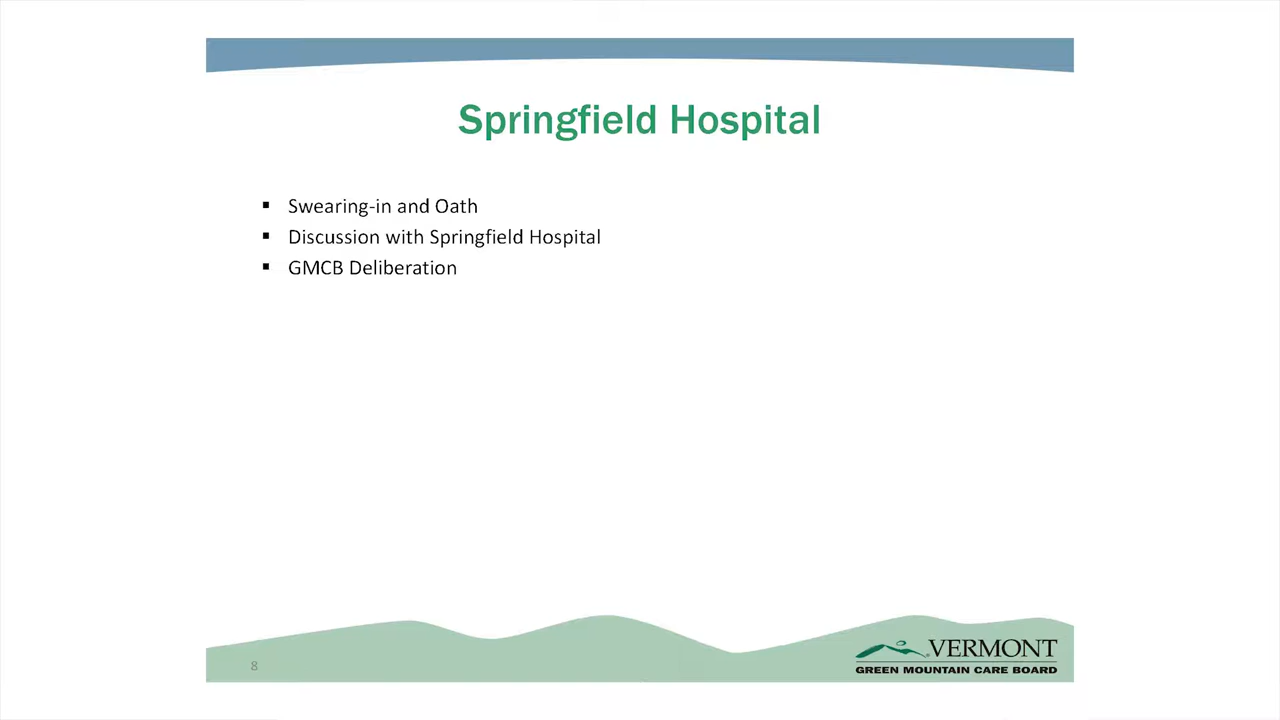 Springfield Hospital
▪ Swearing-in and Oath
▪ Discussion with Springfield Hospital
▪ GMCB Deliberation
8
VERMONT
GREEN MOUNTAIN CARE BOARD